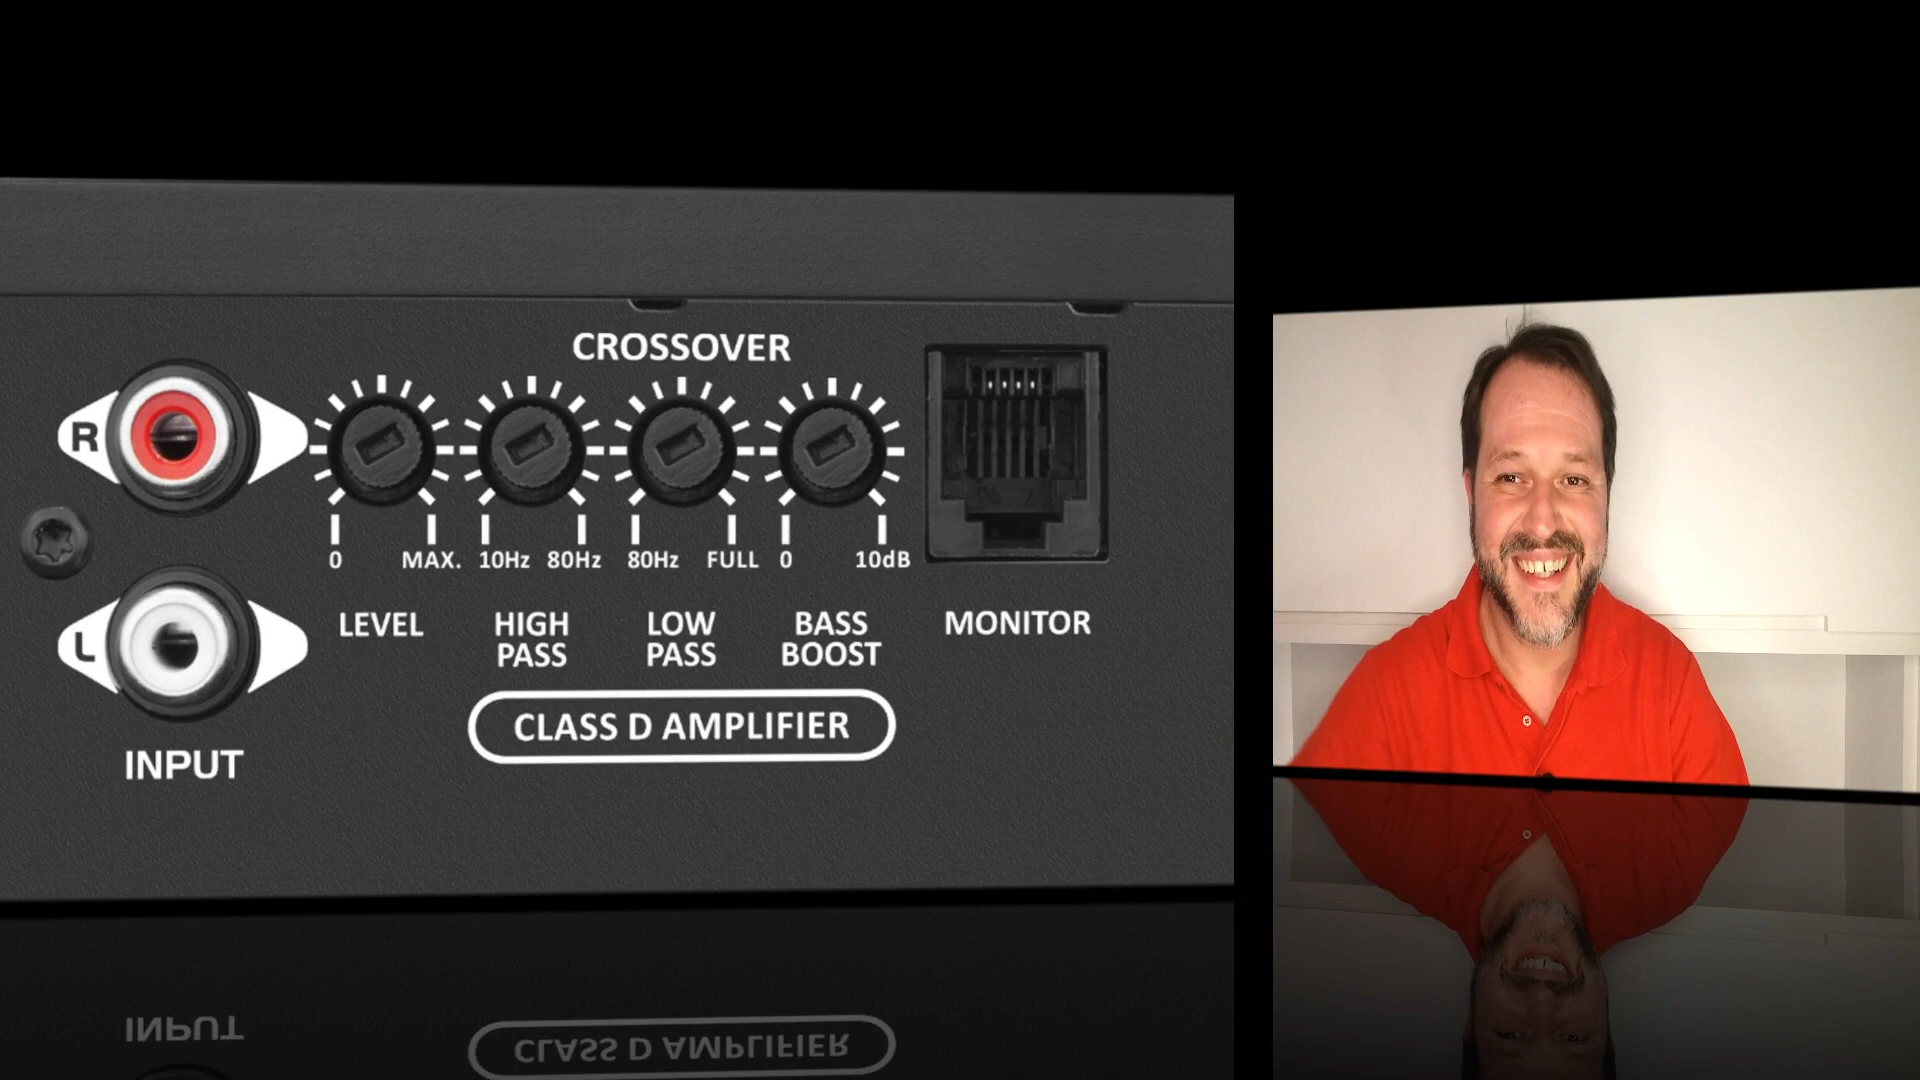 CROSSOVER
R
0
MAX.
10Hz
80Hz
80Hz
FULL
0
10dB
LEVEL
HIGH
PASS
LOW
PASS
BASS
BOOST
MONITOR
L
CLASS D AMPLIFIER
INPUT
INPUT
CLASS D AMPLIFIER